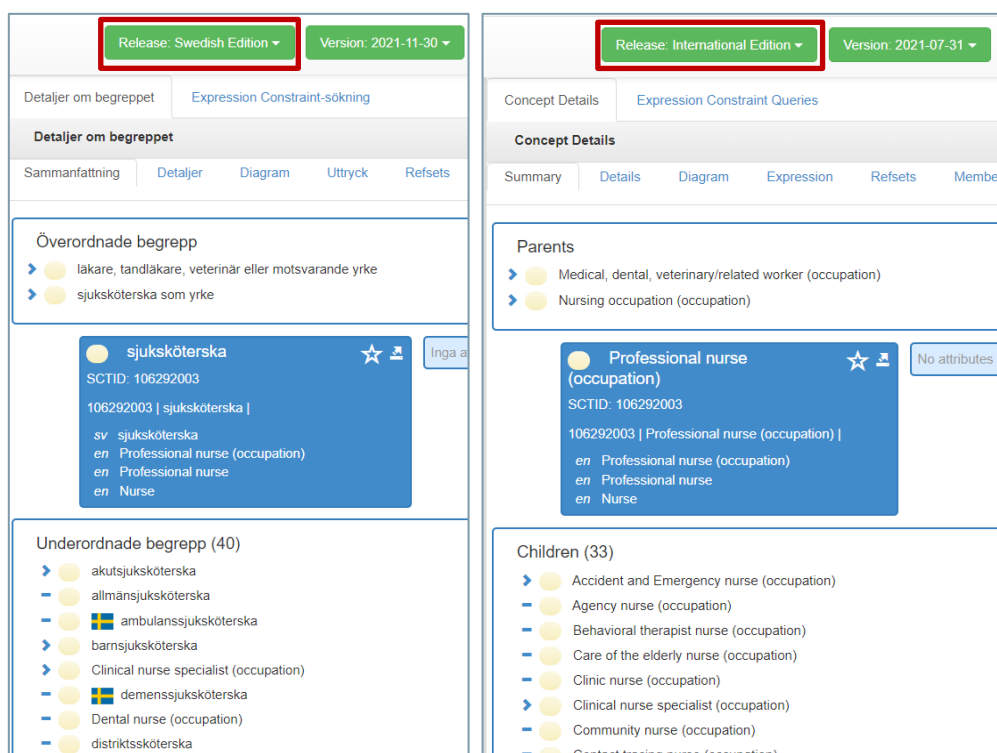 Release: Swedish Edition
Version: 2021-11-30
Detaljer om begreppet
Expression Constraint-sökning
Detaljer om begreppet
Sammanfattning
Detaljer
Diagram
Uttryck
Refsets
Överordnade begrepp
läkare, tandläkare, veterinär eller motsvarande yrke
sjuksköterska som yrke
sjuksköterska
SCTID: 106292003
106292003 | sjuksköterska |
sv sjuksköterska
en Professional nurse (occupation)
en Professional nurse
en Nurse
Inga a
Underordnade begrepp (40)
akutsjuksköterska
allmänsjuksköterska
ambulanssjuksköterska
barnsjuksköterska
Clinical nurse specialist (occupation)
demenssjuksköterska
Dental nurse (occupation)
distriktssköterska
Release: International Edition
Version: 2021-07-31
Concept Details
Expression Constraint Queries
Concept Details
Summary
Details
Diagram
Expression
Refsets
Membe
Parents
Medical, dental, veterinary/related worker (occupation)
Nursing occupation (occupation)
Professional nurse
(occupation)
SCTID: 106292003
106292003 | Professional nurse (occupation) |
en Professional nurse (occupation)
en Professional nurse
en Nurse
No attributes
Children (33)
Accident and Emergency nurse (occupation)
Agency nurse (occupation)
Behavioral therapist nurse (occupation)
Care of the elderly nurse (occupation)
Clinic nurse (occupation)
Clinical nurse specialist (occupation)
Community nurse (occupation)
Contact tracing nurse (occupation)